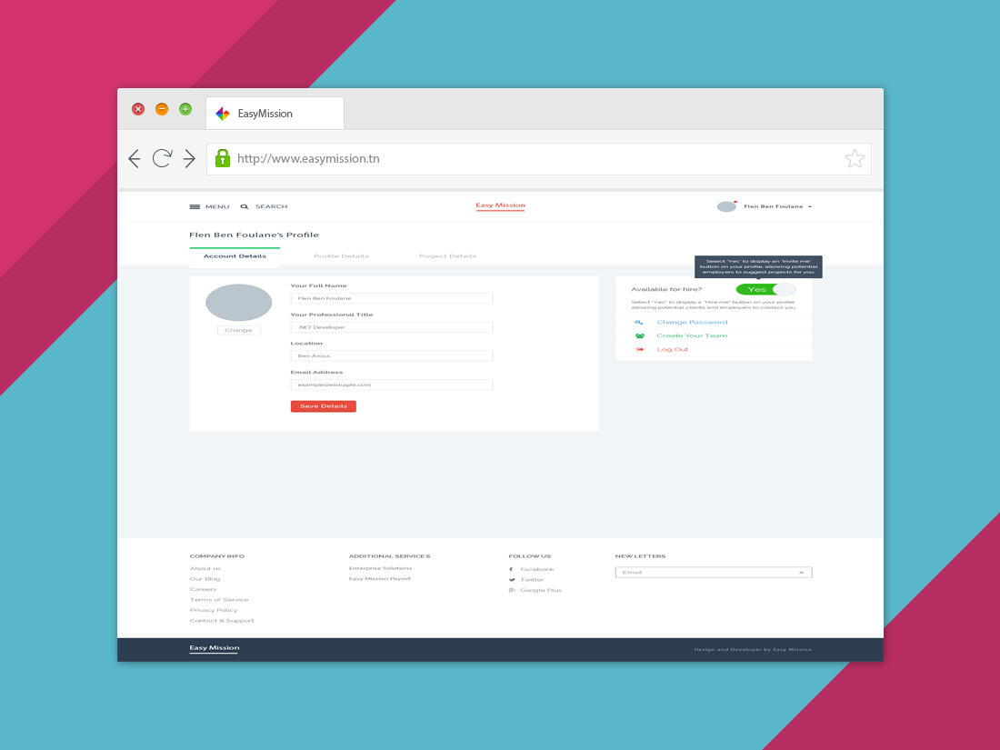 EasyMission
http://www.easymission.tn
MENU
SEARCH
Easy Mission
Flen Ben Foulane
Flen Ben Foulane's Profile
Account Details
Profile Details
Project Details
Select 'Yes' to display an 'Invite me'
button on your profile, allowing potential
employers to suggest projects for you.
Change
Your Full Name
Flen Ben Foulane
Your Professional Title
.NET Developer
Location
Ben Arous
Email Address
example@exmaple.com
Save Details
Available for hire?
Yes
Select "Yes" to display a "Hire me" button on your profile
allowing potential clients and employers to contact you.
Change Password
Create Your Team
Log Out
COMPANY INFO
About us
Our Blog
Careers
Terms of Service
Privacy Policy
Contact & Support
ADDITIONAL SERVICE S
Enterprise Solutions
Easy Mission Payroll
FOLLOW US
Facebook
Twitter
Google Plus
NEW LETTERS
Email
Easy Mission
Design and Developer by Easy Mission